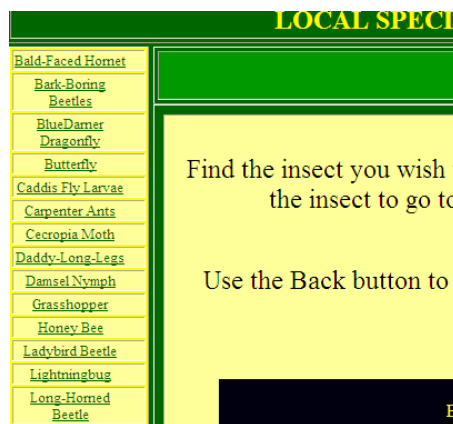 LOCAL SPECI
Bald-Faced Hornet
Bark-Boring
Beetles
BlueDarner
Dragonfly
Butterfly
Caddis Fly Larvae
Carpenter Ants
Cecropia Moth
Daddy-Long-Legs
Damsel Nymph
Grasshopper
Honey Bee
Ladybird Beetle
Lightningbug
Long-Horned
Beetle
Find the insect you wish
the insect to go to
Use the Back button to